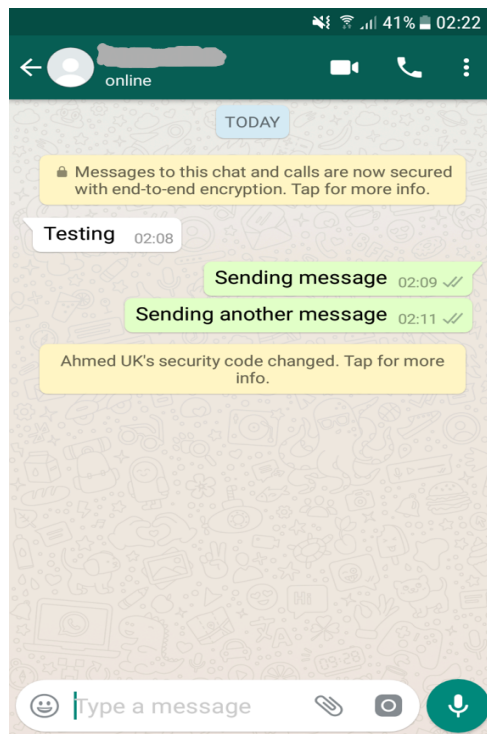 41% 02:22
online
TODAY
Messages to this chat and calls are now secured
with end-to-end encryption. Tap for more info.
Testing 02:08
Sending message 02:09
Sending another message 02:11
Ahmed UK's security code changed. Tap for more
info.
Type a message